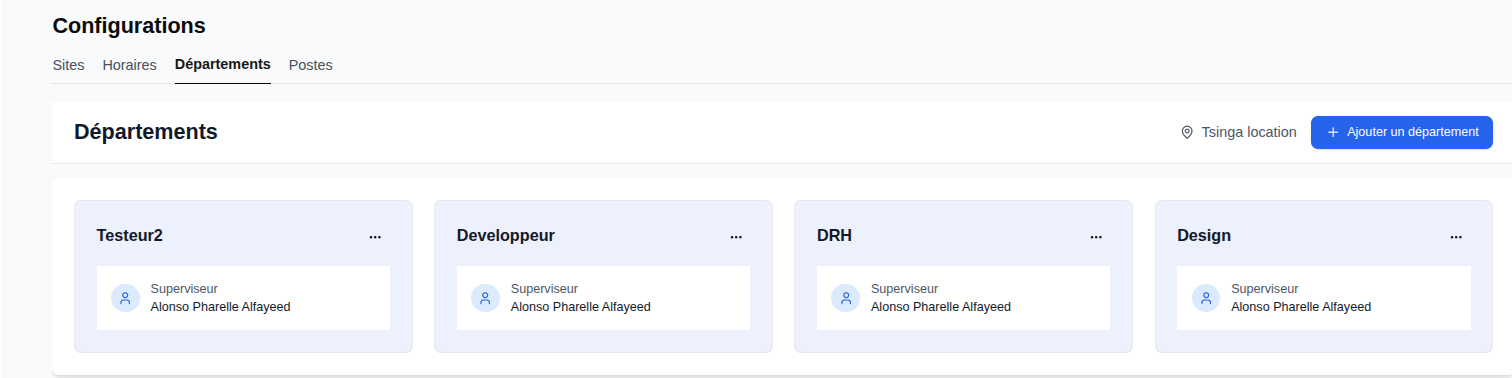 Configurations
Sites Horaires Départements Postes
Départements
Tsinga location
Ajouter un département
Testeur2
Superviseur
Alonso Pharelle Alfayeed
Developpeur
Superviseur
Alonso Pharelle Alfayeed
DRH
Superviseur
Alonso Pharelle Alfayeed
Design
Superviseur
Alonso Pharelle Alfayeed